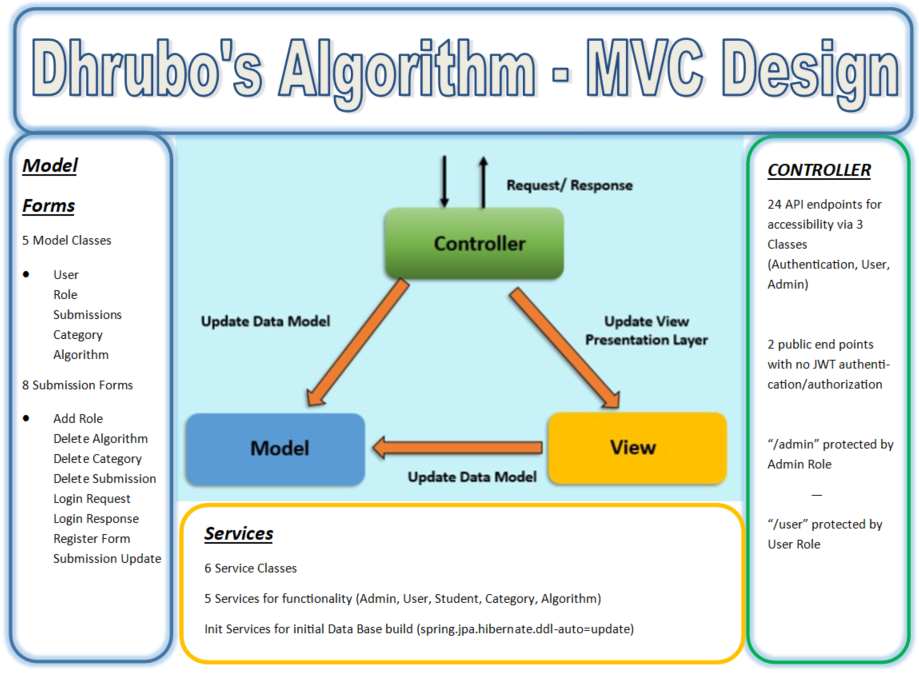 Dhrubo's Algorithm - MVC Design
Model
Forms
5 Model Classes
● User
Role
Submissions
Category
Algorithm
8 Submission Forms
● Add Role
Delete Algorithm
Delete Category
Delete Submission
Login Request
Login Response
Register Form
Submission Update
Request/ Response
Controller
Update Data Model
Update View
Presentation Layer
Model
View
Update Data Model
Services
6 Service Classes
5 Services for functionality (Admin, User, Student, Category, Algorithm)
Init Services for initial Data Base build (spring.jpa.hibernate.ddl-auto=update)
CONTROLLER
24 API endpoints for
accessibility via 3
Classes
(Authentication, User,
Admin)
2 public end points
with no JWT authenti-
cation/authorization
“/admin” protected by
Admin Role
—
“/user” protected by
User Role